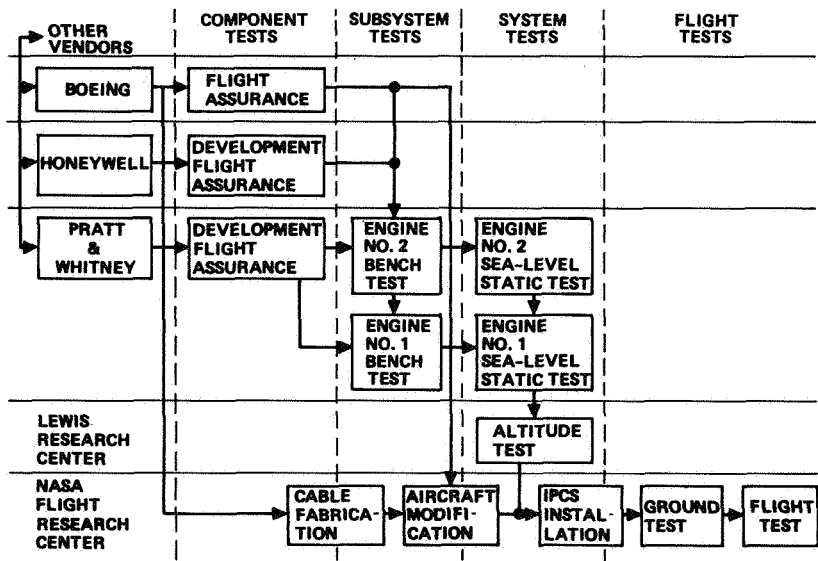 OTHER
VENDORS
COMPONENT
TESTS
SUBSYSTEM
TESTS
SYSTEM
TESTS
FLIGHT
TESTS
BOEING
FLIGHT
ASSURANCE
HONEYWELL
DEVELOPMENT
FLIGHT
ASSURANCE
PRATT
&
WHITNEY
DEVELOPMENT
FLIGHT
ASSURANCE
ENGINE
NO. 2
BENCH
TEST
ENGINE
NO. 2
SEA-LEVEL
STATIC TEST
ENGINE
NO. 1
BENCH
TEST
ENGINE
NO. 1
SEA-LEVEL
STATIC TEST
LEWIS
RESEARCH
CENTER
ALTITUDE
TEST
NASA
FLIGHT
RESEARCH
CENTER
CABLE
FABRICA-
TION
AIRCRAFT
MODIFI-
CATION
IPCS
INSTAL-
LATION
GROUND
TEST
FLIGHT
TEST